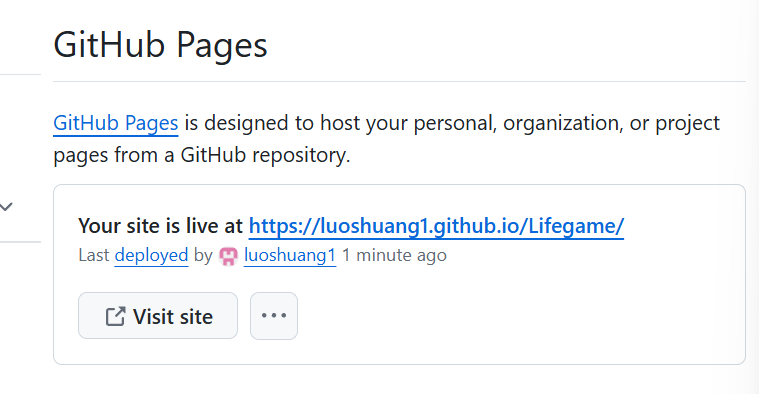 GitHub Pages
GitHub Pages is designed to host your personal, organization, or project
pages from a GitHub repository.
Your site is live at https://luoshuang1.github.io/Lifegame/
Last deployed by luoshuang1 1 minute ago
Visit site